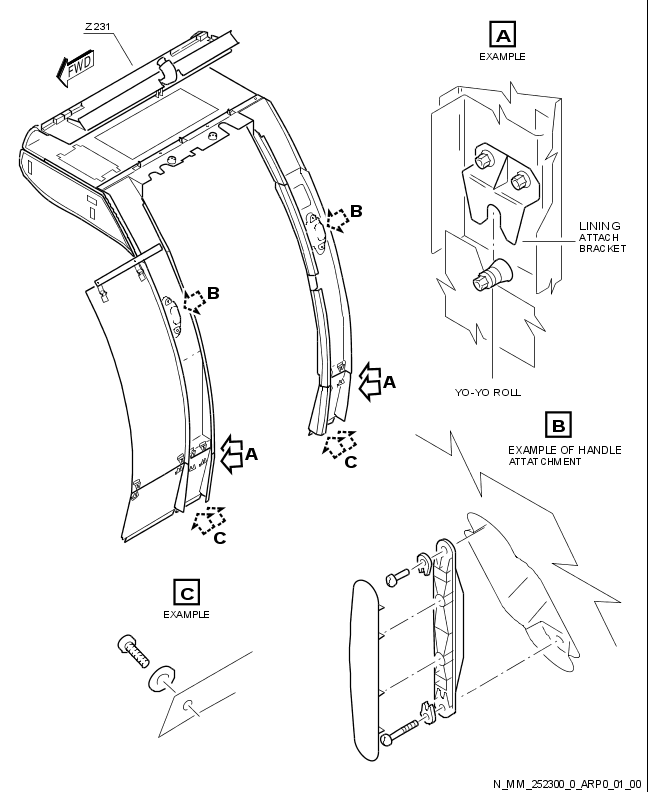 Z231
FWD
A
EXAMPLE
B
LINING
ATTACH
BRACKET
B
A
YO-YO ROLL
B
EXAMPLE OF HANDLE
ATTATCHMENT
A
C
C
C
EXAMPLE
N_MM_252300_0_ARP0_01_00